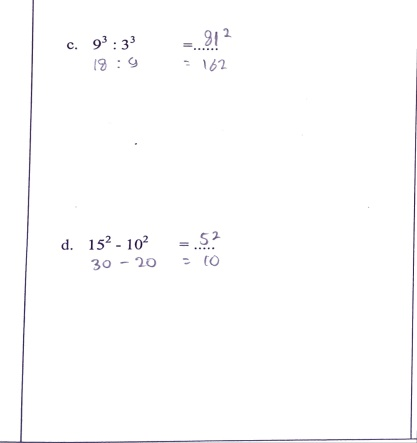 c. 9³ : 3³ =...... 81²
18 : 9 = 162
d. 15² - 10² = ..... 5²
30 - 20 = 10